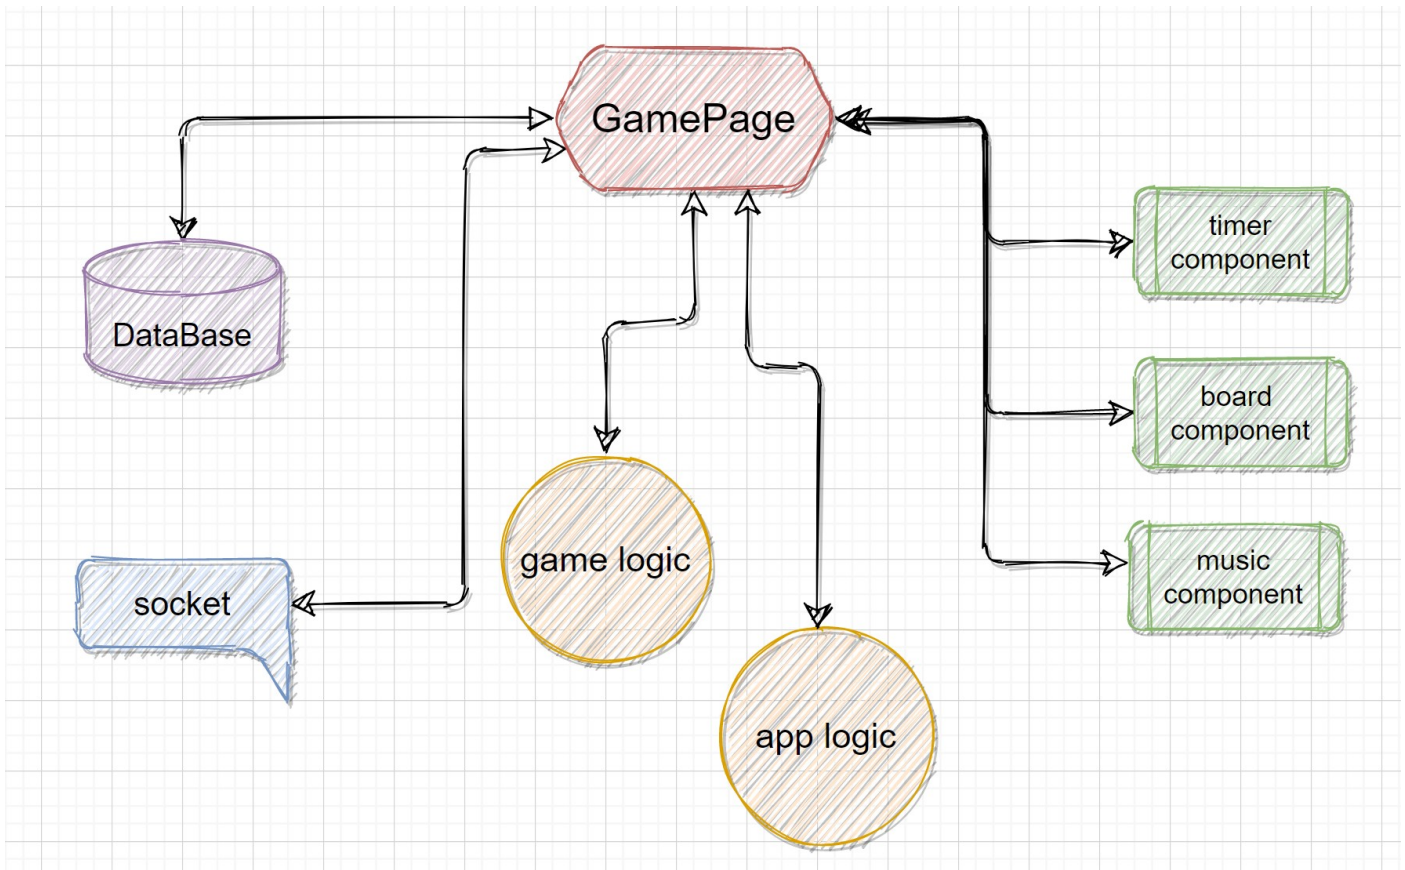 GamePage
timer
component
DataBase
board
component
game logic
music
component
socket
app logic